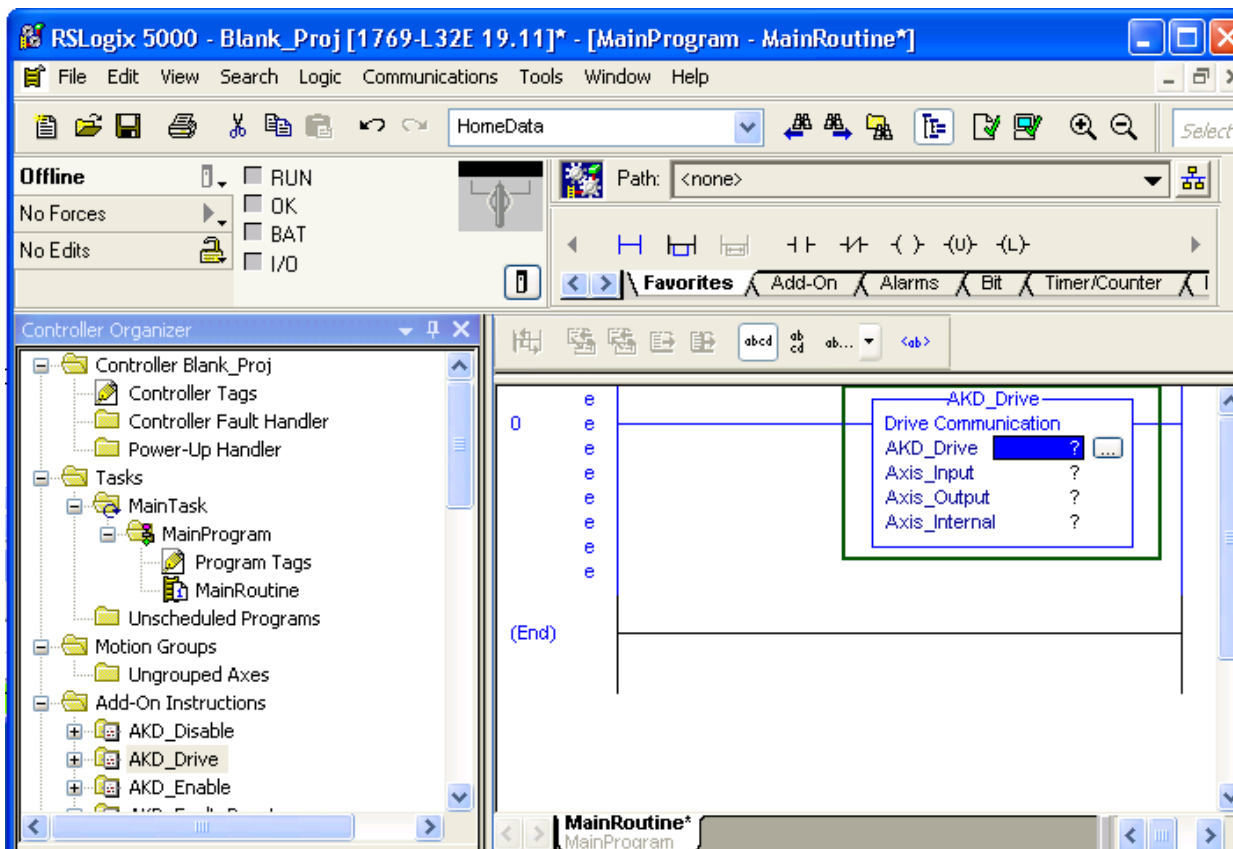 RSLogix 5000 - Blank_Proj [1769-L32E 19.11]* - [MainProgram - MainRoutine*]
File Edit View Search Logic Communications Tools Window Help
HomeData
Select
Offline
RUN
No Forces
OK
No Edits
BAT
I/O
Path: <none>
(U) (L)
Favorites Add-On Alarms Bit Timer/Counter
Controller Organizer
abcd ab cd ab... <ab>
Controller Blank_Proj
Controller Tags
Controller Fault Handler
Power-Up Handler
Tasks
MainTask
MainProgram
Program Tags
MainRoutine
Unscheduled Programs
Motion Groups
Ungrouped Axes
Add-On Instructions
AKD_Disable
AKD_Drive
AKD_Enable
e
0 e
e
e
e
e
e
e
AKD_Drive
Drive Communication
AKD_Drive ? ...
Axis_Input ?
Axis_Output ?
Axis_Internal ?
(End)
MainRoutine*
MainProgram